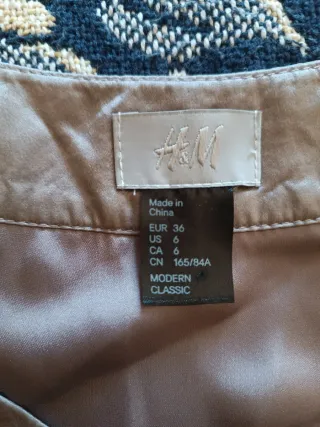 H&M
Made in
China
EUR 36
US 6
CA 6
CN 165/84A
MODERN
CLASSIC